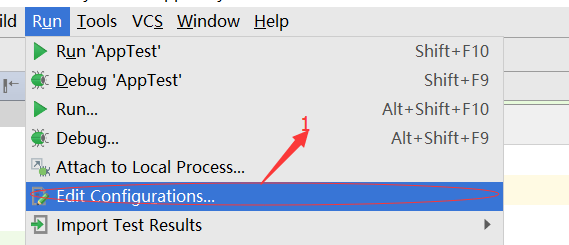 ild Run Tools VCS Window Help
Run 'AppTest' Shift+F10
Debug 'AppTest' Shift+F9
Run... Alt+Shift+F10
1
Debug... Alt+Shift+F9
Attach to Local Process...
Edit Configurations...
Import Test Results